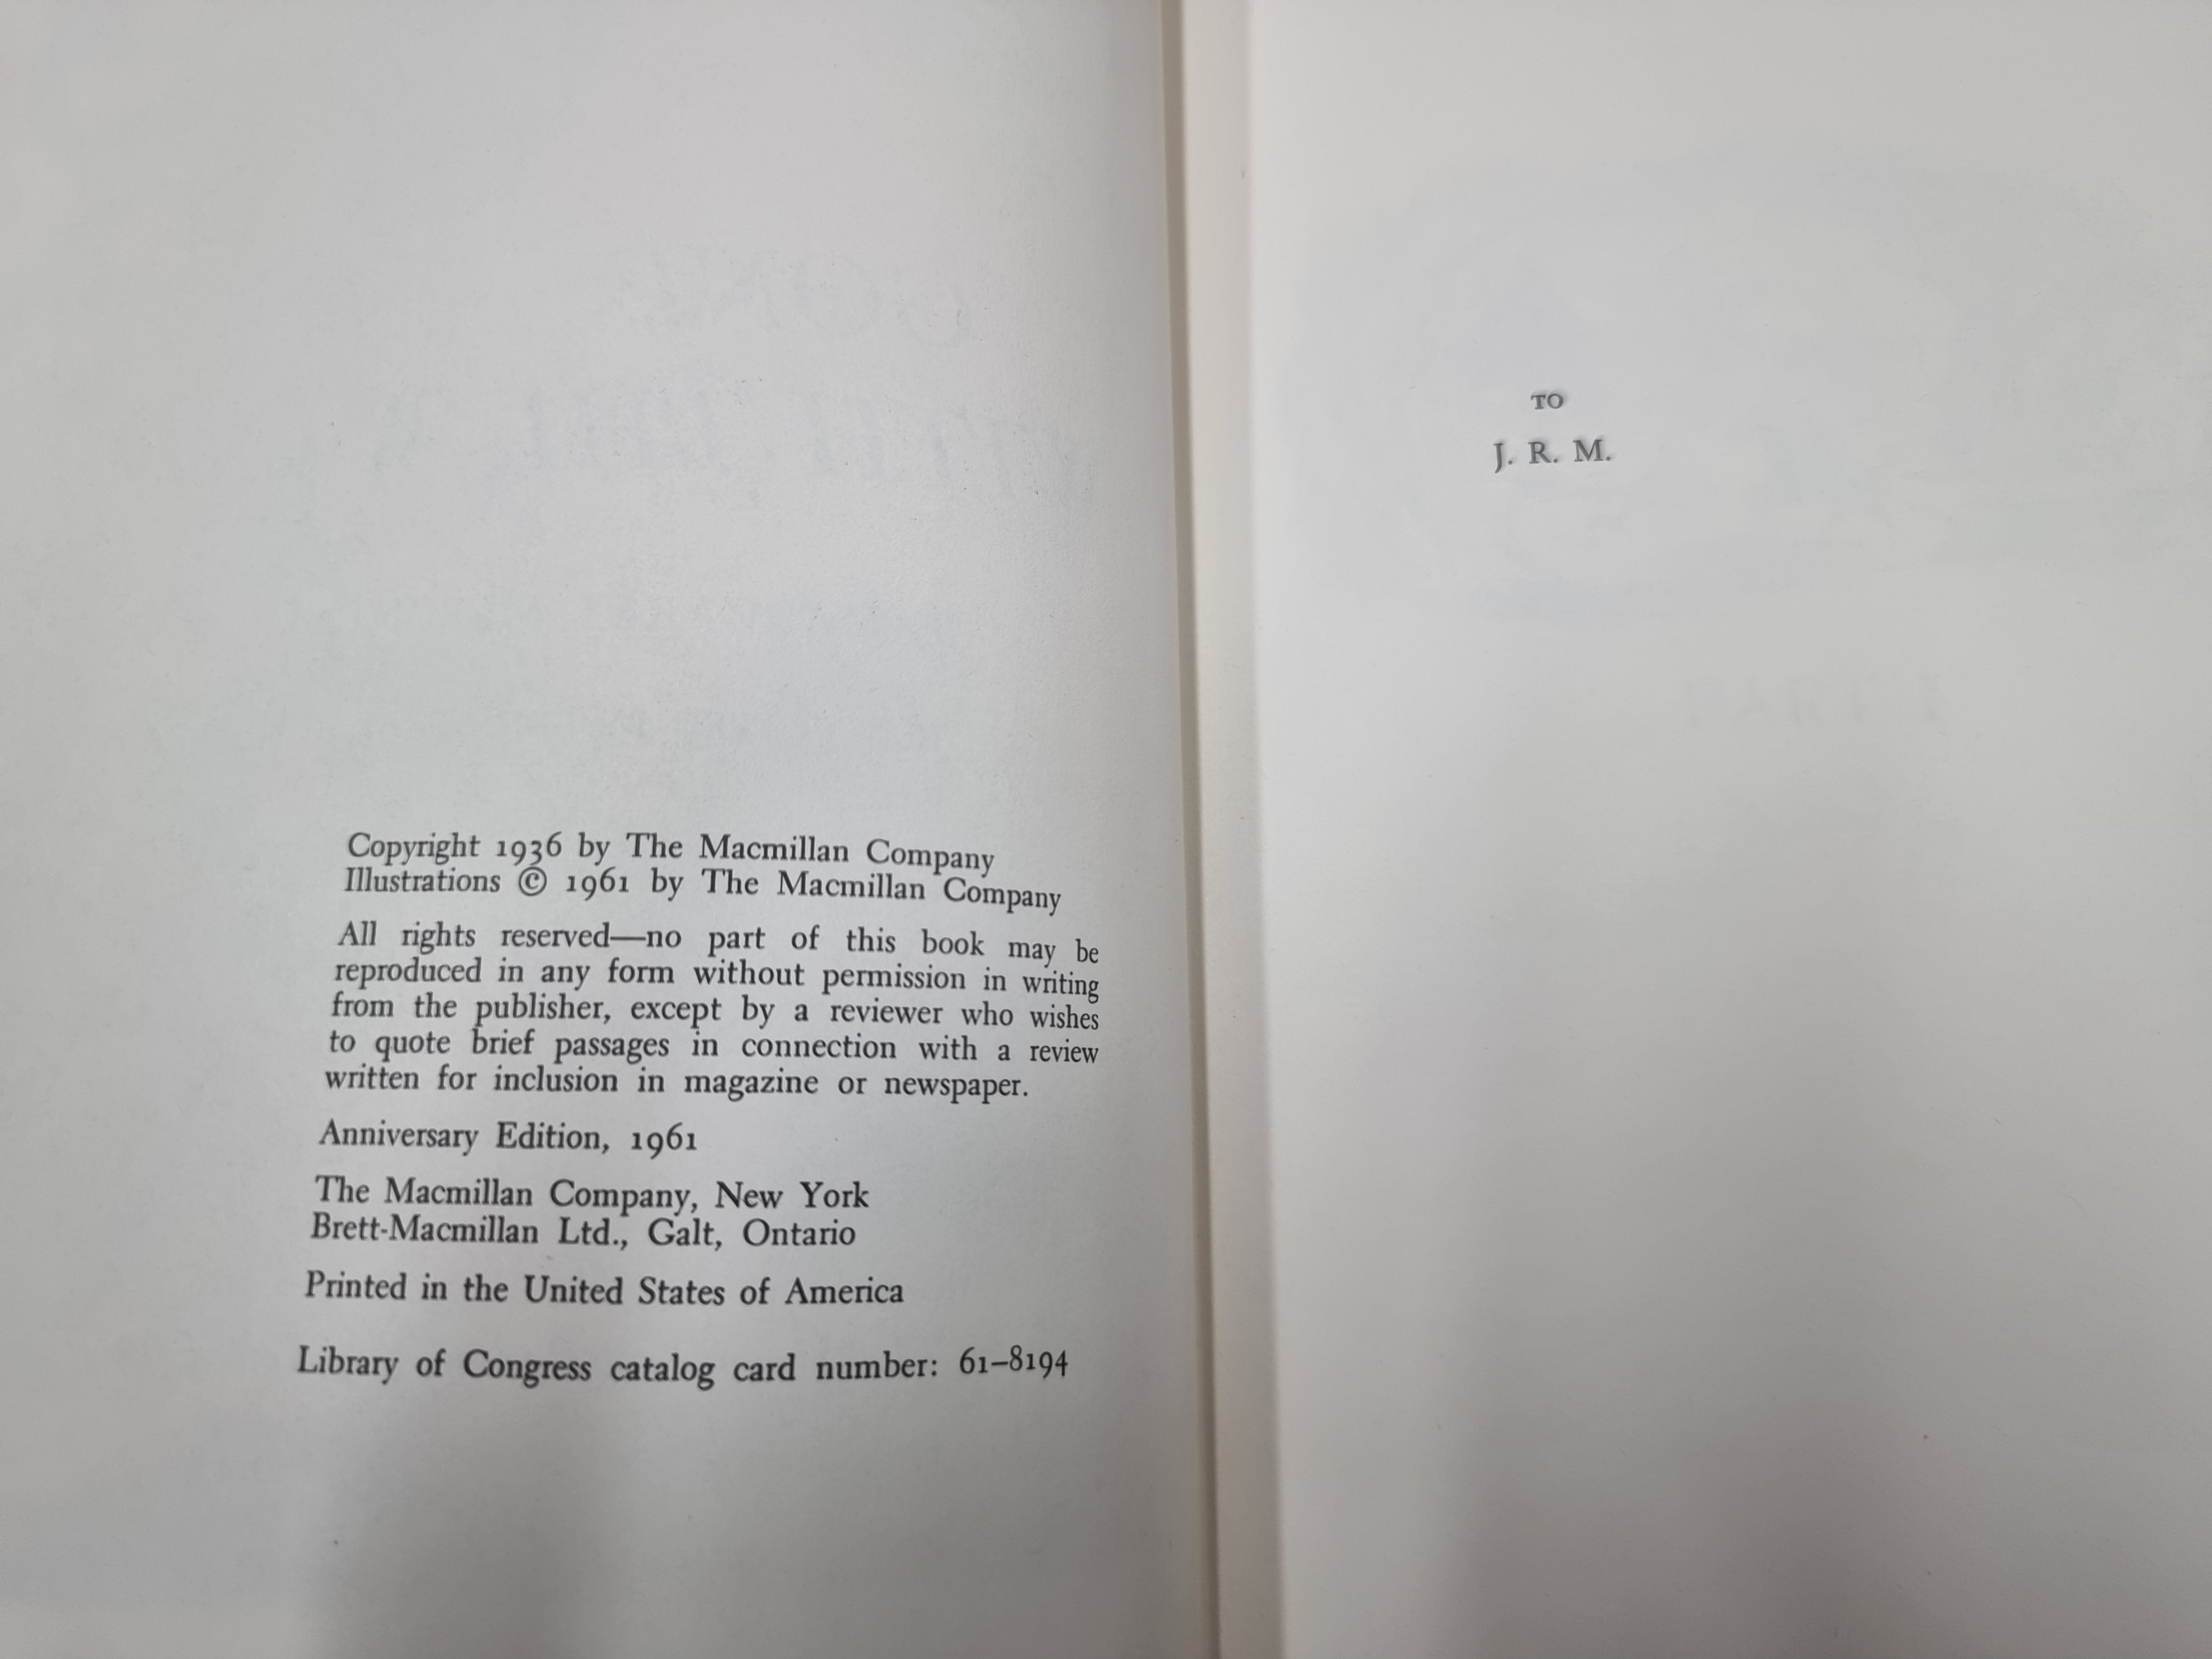 Copyright 1936 by The Macmillan Company
Illustrations © 1961 by The Macmillan Company
All rights reserved—no part of this book may be
reproduced in any form without permission in writing
from the publisher, except by a reviewer who wishes
to quote brief passages in connection with a review
written for inclusion in magazine or newspaper.
Anniversary Edition, 1961
The Macmillan Company, New York
Brett-Macmillan Ltd., Galt, Ontario
Printed in the United States of America
Library of Congress catalog card number: 61–8194
TO
J. R. M.